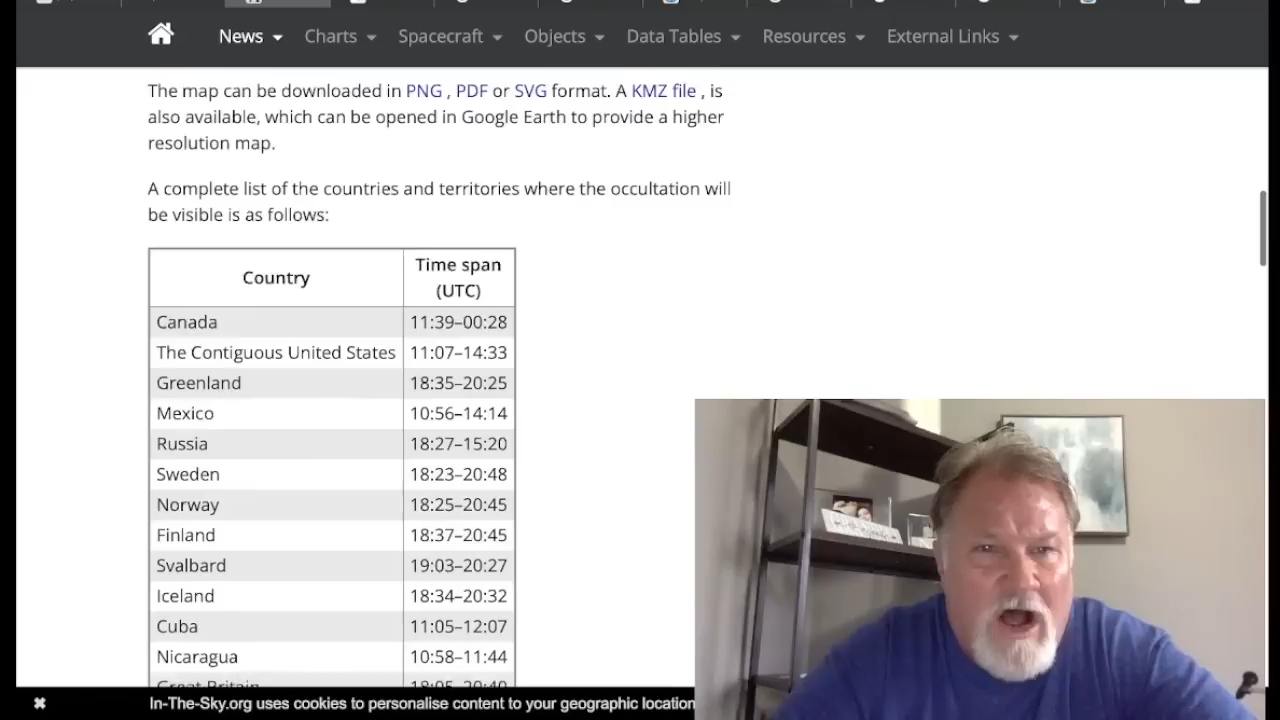 News Charts Spacecraft Objects Data Tables Resources External Links
The map can be downloaded in PNG , PDF or SVG format. A KMZ file , is
also available, which can be opened in Google Earth to provide a higher
resolution map.
A complete list of the countries and territories where the occultation will
be visible is as follows:
Country Time span
(UTC)
Canada 11:39–00:28
The Contiguous United States 11:07–14:33
Greenland 18:35–20:25
Mexico 10:56–14:14
Russia 18:27–15:20
Sweden 18:23–20:48
Norway 18:25–20:45
Finland 18:37–20:45
Svalbard 19:03–20:27
Iceland 18:34–20:32
Cuba 11:05–12:07
Nicaragua 10:58–11:44
Great Britain
In-The-Sky.org uses cookies to personalise content to your geographic location